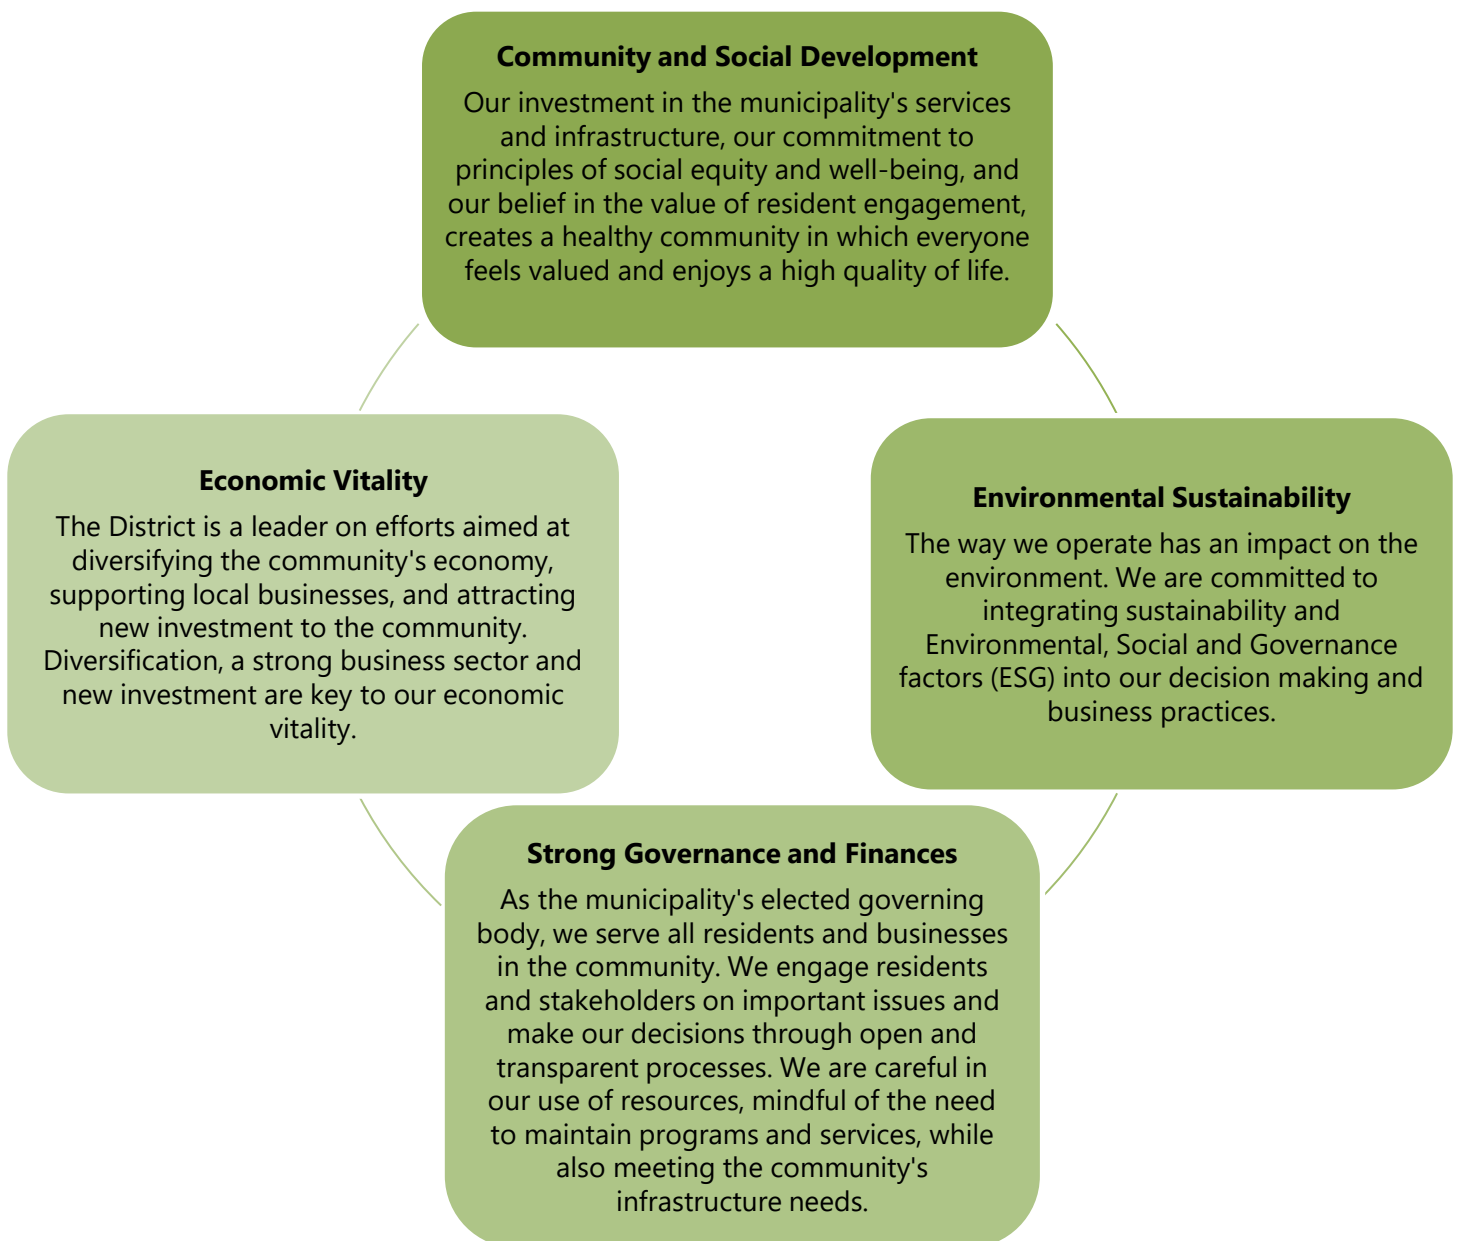 Community and Social Development
Our investment in the municipality's services
and infrastructure, our commitment to
principles of social equity and well-being, and
our belief in the value of resident engagement,
creates a healthy community in which everyone
feels valued and enjoys a high quality of life.
Economic Vitality
The District is a leader on efforts aimed at
diversifying the community's economy,
supporting local businesses, and attracting
new investment to the community.
Diversification, a strong business sector and
new investment are key to our economic
vitality.
Environmental Sustainability
The way we operate has an impact on the
environment. We are committed to
integrating sustainability and
Environmental, Social and Governance
factors (ESG) into our decision making and
business practices.
Strong Governance and Finances
As the municipality's elected governing
body, we serve all residents and businesses
in the community. We engage residents
and stakeholders on important issues and
make our decisions through open and
transparent processes. We are careful in
our use of resources, mindful of the need
to maintain programs and services, while
also meeting the community's
infrastructure needs.